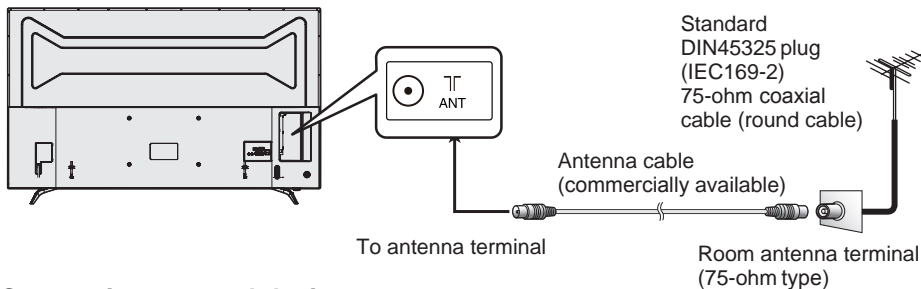 Standard
DIN45325 plug
(IEC169-2)
75-ohm coaxial
cable (round cable)
ANT
Antenna cable
(commercially available)
To antenna terminal
Room antenna terminal
(75-ohm type)